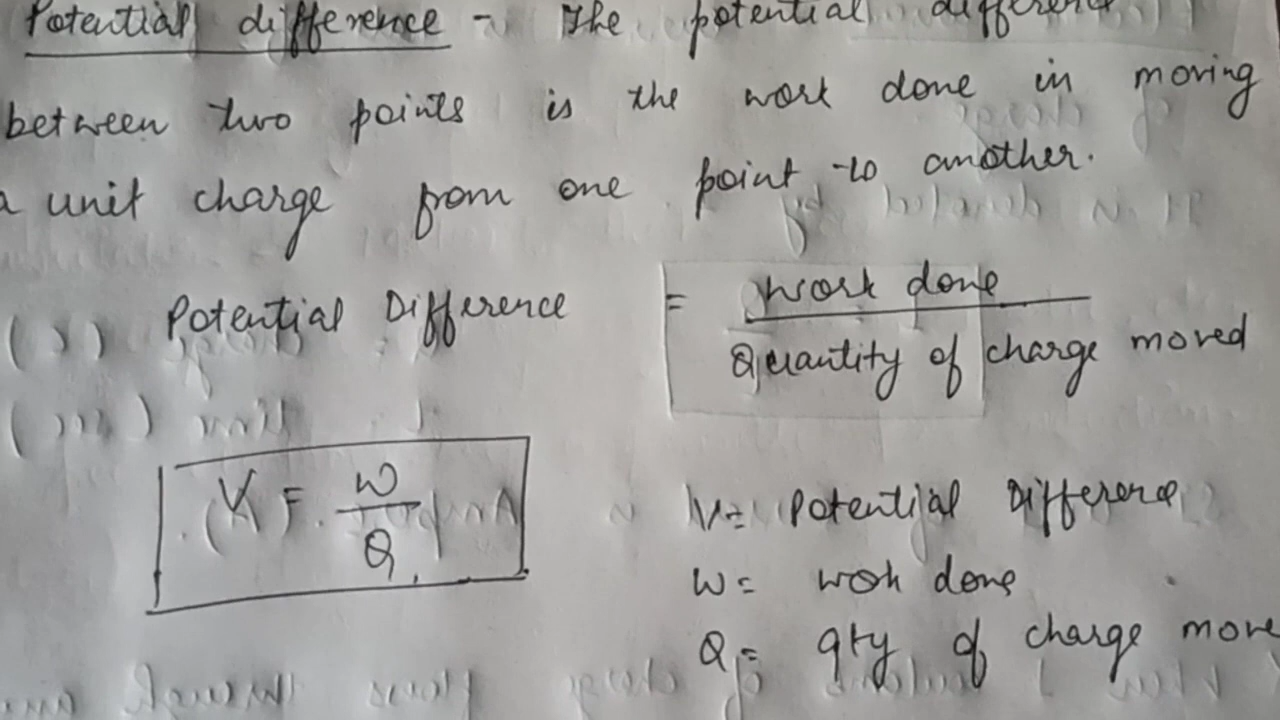 Potential difference - The potential difference
between two points is the work done in moving
a unit charge from one point to another.
Potential Difference = Work done
Quantity of charge moved
V = W
Q
V = Potential Difference
W = work done
Q = qty of charge move